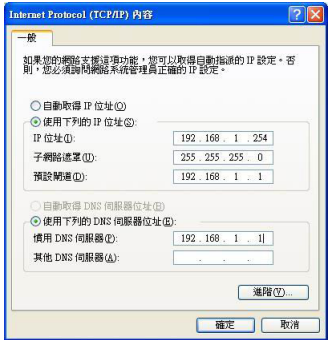 Internet Protocol (TCP/IP) 內容
一般
如果您的網路支援這項功能，您可以取得自動指派的 IP 設定。否
則，您必須詢問網路系統管理員正確的 IP 設定。
自動取得 IP 位址(O)
使用下列的 IP 位址(S):
IP 位址(I): 192 . 168 . 1 . 254
子網路遮罩(U): 255 . 255 . 255 . 0
預設閘道(D): 192 . 168 . 1 . 1
自動取得 DNS 伺服器位址(B)
使用下列的 DNS 伺服器位址(E):
慣用 DNS 伺服器(P): 192 . 168 . 1 . 1
其他 DNS 伺服器(A): . . .
進階(V)...
確定 取消